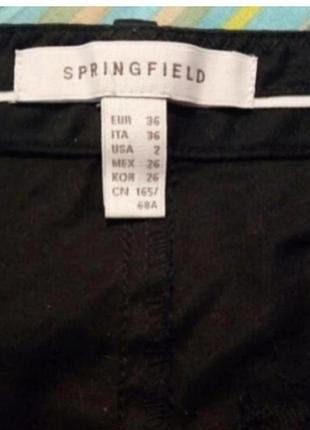 SPRINGFIELD
EUR 36
ITA 36
USA 2
MEX 26
KOR 26
CN 165/
68A